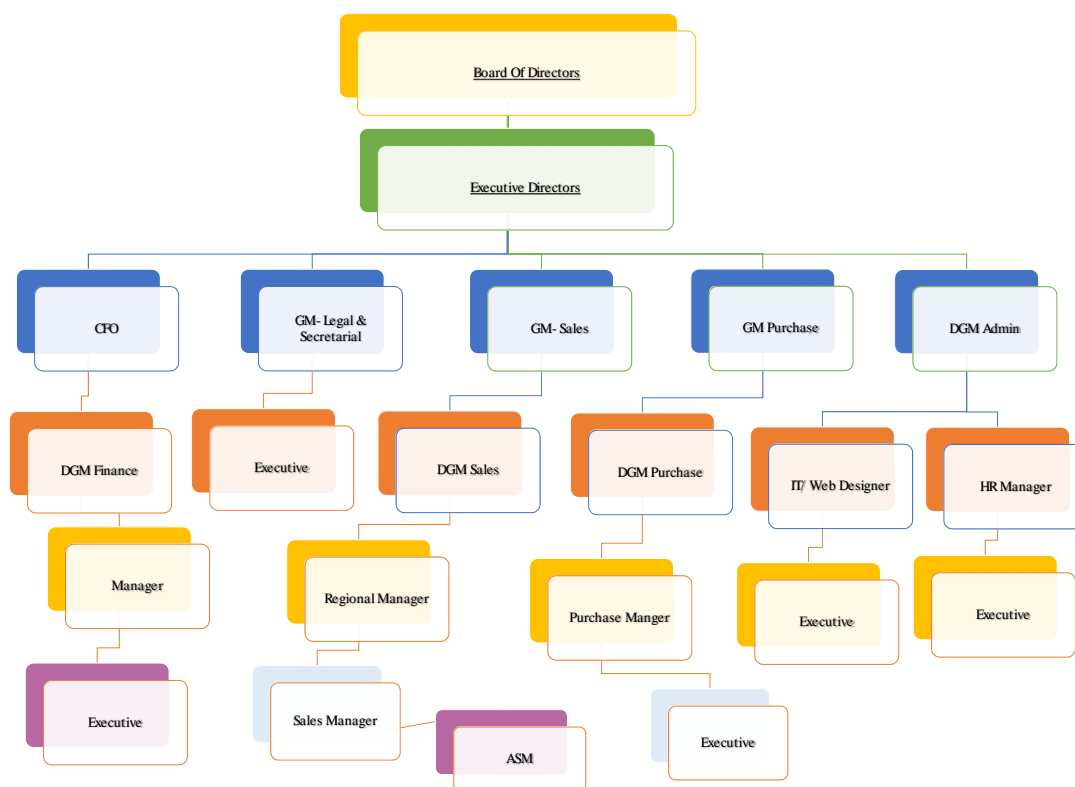 Board Of Directors
Executive Directors
CFO
GM- Legal &
Secretarial
GM- Sales
GM Purchase
DGM Admin
DGM Finance
Executive
DGM Sales
DGM Purchase
IT/ Web Designer
HR Manager
Manager
Regional Manager
Purchase Manger
Executive
Executive
Executive
Sales Manager
ASM
Executive